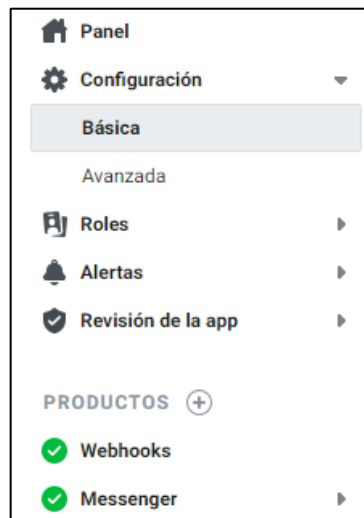 Panel
Configuración
Básica
Avanzada
Roles
Alertas
Revisión de la app
PRODUCTOS
Webhooks
Messenger